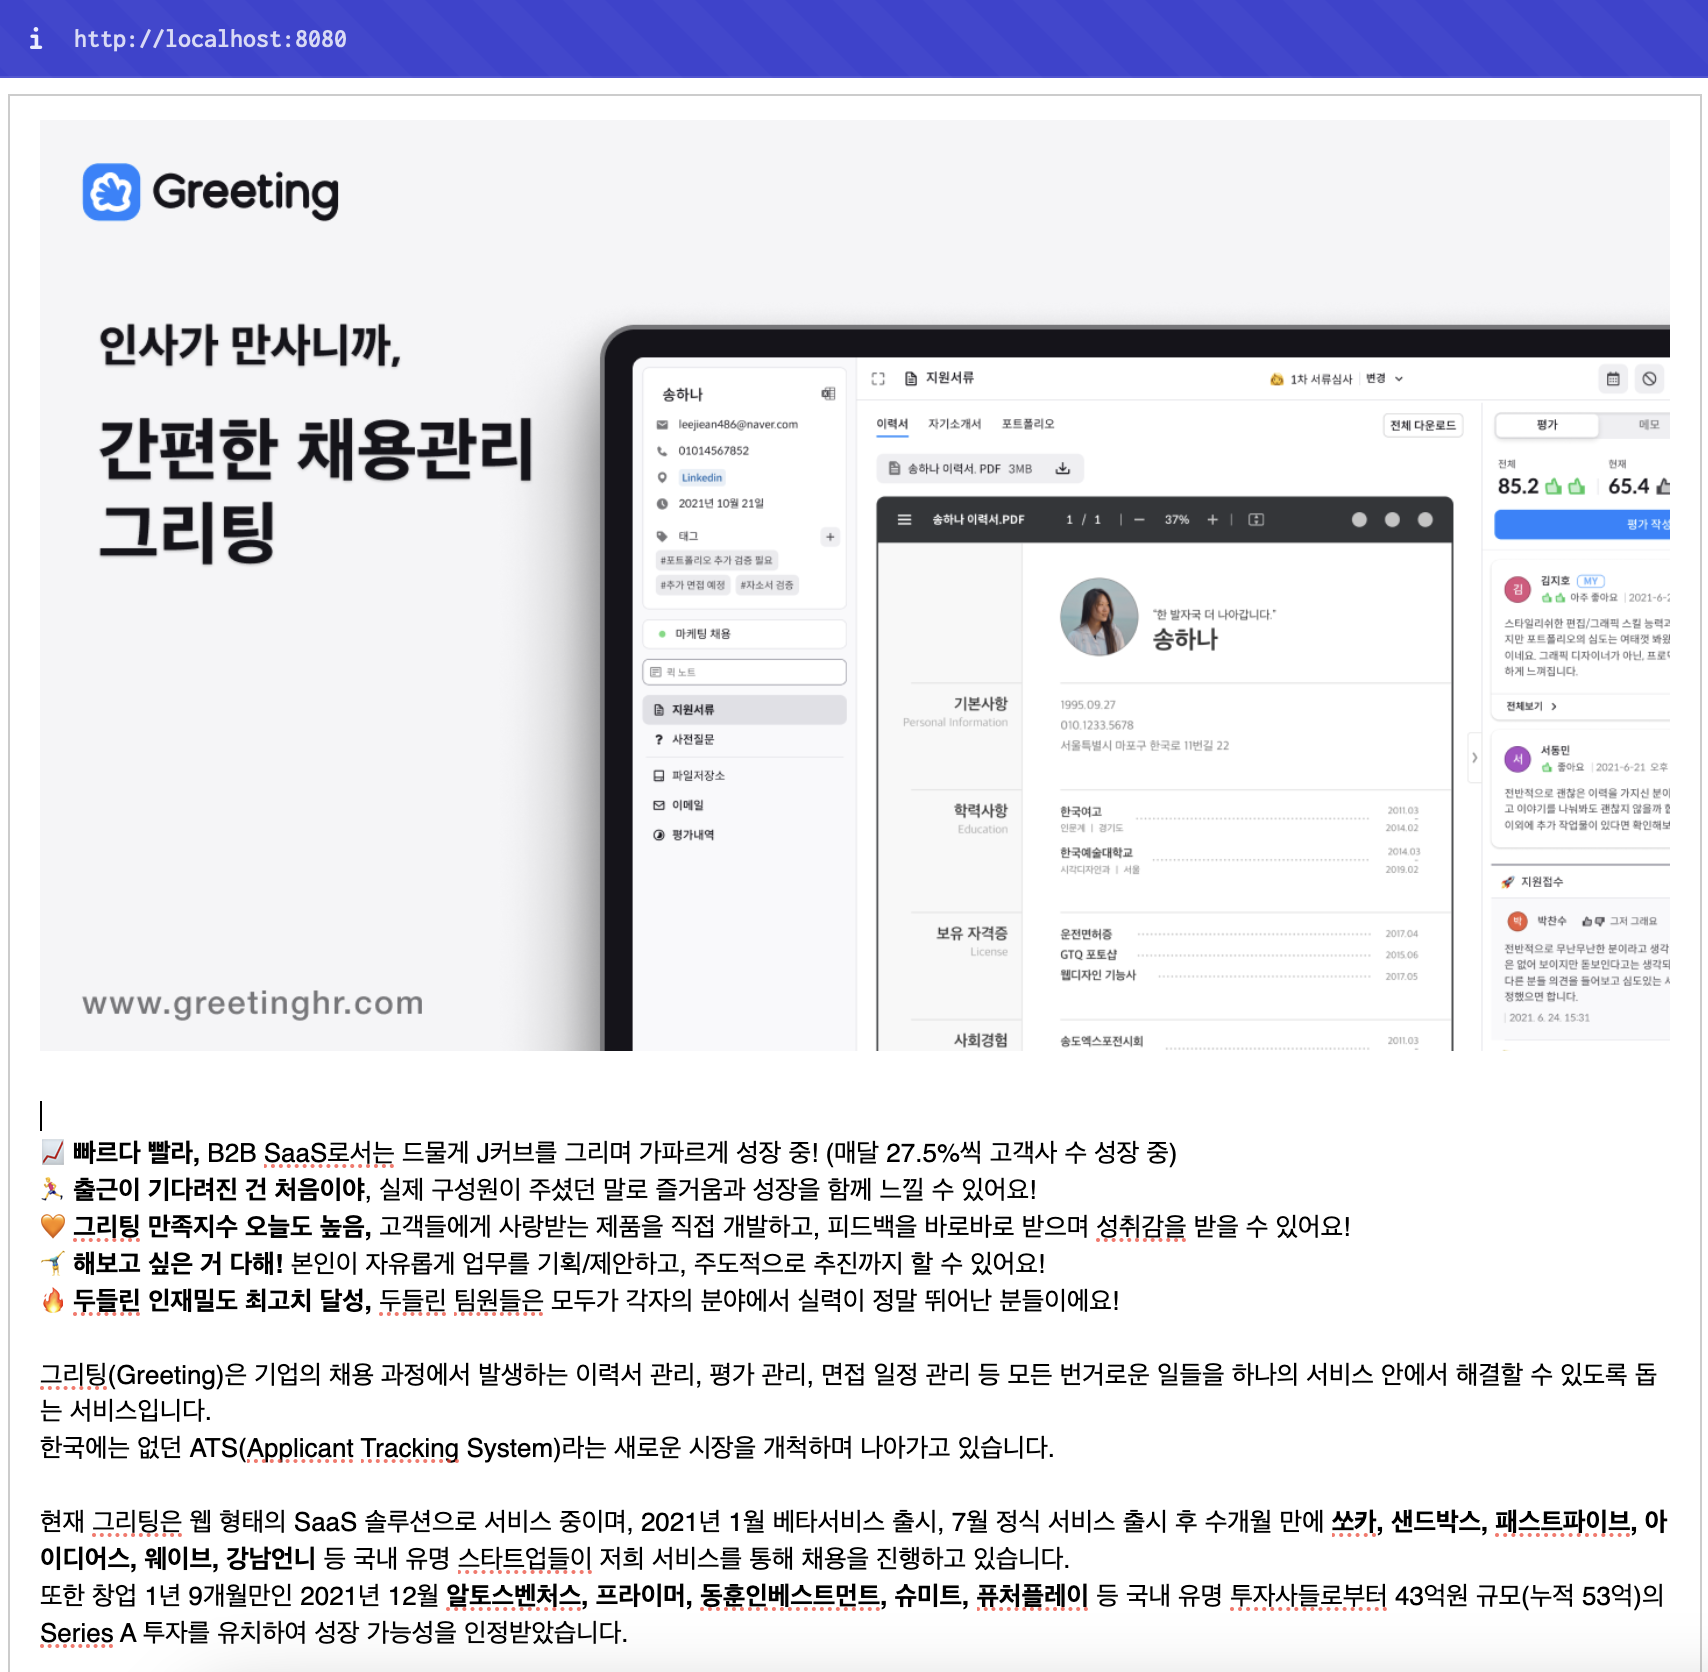 http://localhost:8080
Greeting
인사가 만사니까,
간편한 채용관리
그리팅
www.greetinghr.com
송하나
leejiean486@naver.com
01014567852
Linkedin
2021년 10월 21일
태그
+
#포트폴리오 추가 검증 필요
#추가 면접 예정 #자소서 검증
마케팅 채용
퀵 노트
지원서류
? 사전질문
파일저장소
이메일
평가내역
지원서류
1차 서류심사 | 변경
이력서 자기소개서 포트폴리오
전체 다운로드
송하나 이력서. PDF 3MB
송하나 이력서.PDF 1 / 1 | − 37% + |
"한 발자국 더 나아갑니다."
송하나
기본사항
Personal Information
1995.09.27
010.1233.5678
서울특별시 마포구 한국로 11번길 22
학력사항
Education
한국여고 2011.03
인문계 | 경기도 2014.02
한국예술대학교 2014.03
시각디자인과 | 서울 2019.02
보유 자격증
License
운전면허증 2017.04
GTQ 포토샵 2015.06
웹디자인 기능사 2017.05
사회경험
송도엑스포전시회 2011.03
평가 메모
전체 현재
85.2 65.4
평가 작성
김 김지호 MY
아주 좋아요 | 2021-6-2
스타일리쉬한 편집/그래픽 스킬 능력과
지만 포트폴리오의 심도는 여태껏 봐왔
이네요. 그래픽 디자이너가 아닌, 프로
하게 느껴집니다.
전체보기
서 서동민
좋아요 | 2021-6-21 오후
전반적으로 괜찮은 이력을 가지신 분이
고 이야기를 나눠봐도 괜찮지 않을까
이외에 추가 작업물이 있다면 확인해보
지원접수
박 박찬수 그저 그래요
전반적으로 무난무난한 분이라고 생각
은 없어 보이지만 돋보인다고는 생각되
다른 분들 의견을 들어보고 심도있는
정했으면 합니다.
| 2021. 6. 24. 15:31
📈 빠르다 빨라, B2B SaaS로서는 드물게 J커브를 그리며 가파르게 성장 중! (매달 27.5%씩 고객사 수 성장 중)
🏃‍♀️ 출근이 기다려진 건 처음이야, 실제 구성원이 주셨던 말로 즐거움과 성장을 함께 느낄 수 있어요!
🧡 그리팅 만족지수 오늘도 높음, 고객들에게 사랑받는 제품을 직접 개발하고, 피드백을 바로바로 받으며 성취감을 받을 수 있어요!
🤸 해보고 싶은 거 다해! 본인이 자유롭게 업무를 기획/제안하고, 주도적으로 추진까지 할 수 있어요!
🔥 두들린 인재밀도 최고치 달성, 두들린 팀원들은 모두가 각자의 분야에서 실력이 정말 뛰어난 분들이에요!
그리팅(Greeting)은 기업의 채용 과정에서 발생하는 이력서 관리, 평가 관리, 면접 일정 관리 등 모든 번거로운 일들을 하나의 서비스 안에서 해결할 수 있도록 돕
는 서비스입니다.
한국에는 없던 ATS(Applicant Tracking System)라는 새로운 시장을 개척하며 나아가고 있습니다.
현재 그리팅은 웹 형태의 SaaS 솔루션으로 서비스 중이며, 2021년 1월 베타서비스 출시, 7월 정식 서비스 출시 후 수개월 만에 쏘카, 샌드박스, 패스트파이브, 아
이디어스, 웨이브, 강남언니 등 국내 유명 스타트업들이 저희 서비스를 통해 채용을 진행하고 있습니다.
또한 창업 1년 9개월만인 2021년 12월 알토스벤처스, 프라이머, 동훈인베스트먼트, 슈미트, 퓨처플레이 등 국내 유명 투자사들로부터 43억원 규모(누적 53억)의
Series A 투자를 유치하여 성장 가능성을 인정받았습니다.